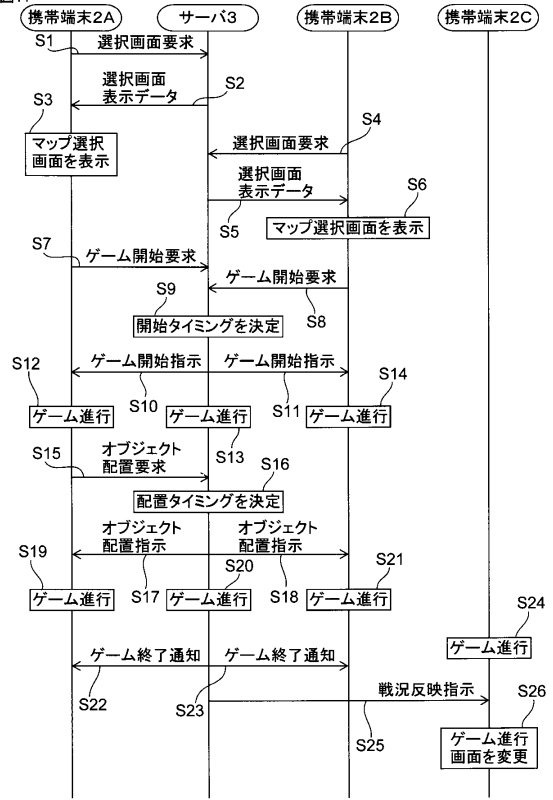 携帯端末2A
サーバ3
携帯端末2B
携帯端末2C
S1
選択画面要求
選択画面
表示データ
S2
S3
マップ選択
画面を表示
S4
選択画面要求
選択画面
表示データ
S5
S6
マップ選択画面を表示
S7
ゲーム開始要求
ゲーム開始要求
S8
S9
開始タイミングを決定
ゲーム開始指示
ゲーム開始指示
S10
S11
S12
ゲーム進行
ゲーム進行
S13
S14
ゲーム進行
S15
オブジェクト
配置要求
S16
配置タイミングを決定
オブジェクト
配置指示
オブジェクト
配置指示
S17
S18
S19
ゲーム進行
S20
ゲーム進行
S21
ゲーム進行
S24
ゲーム進行
ゲーム終了通知
ゲーム終了通知
S22
S23
戦況反映指示
S25
S26
ゲーム進行
画面を変更